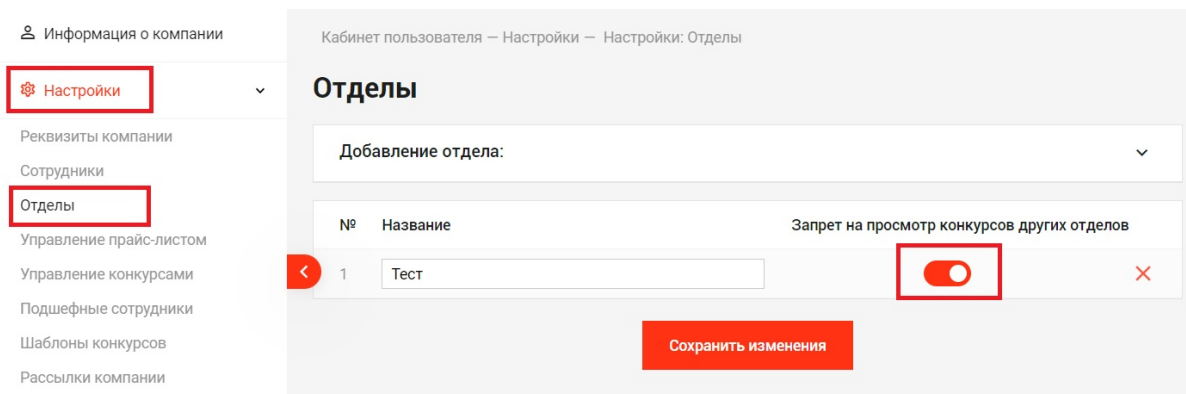 Информация о компании
Настройки
Реквизиты компании
Сотрудники
Отделы
Управление прайс-листом
Управление конкурсами
Подшефные сотрудники
Шаблоны конкурсов
Рассылки компании
Кабинет пользователя — Настройки — Настройки: Отделы
Отделы
Добавление отдела:
№ Название Запрет на просмотр конкурсов других отделов
1 Тест
Сохранить изменения